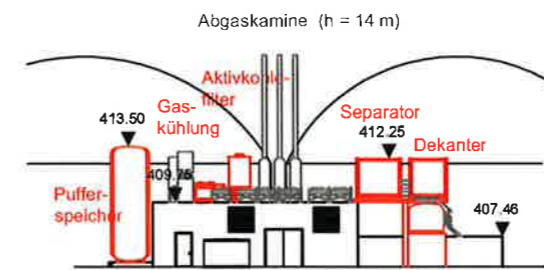 Abgaskamine (h = 14 m)
Aktivkohle-
filter
Gas-
kühlung
413.50
Separator
412.25
Dekanter
409.75
Puffer-
speicher
407.46